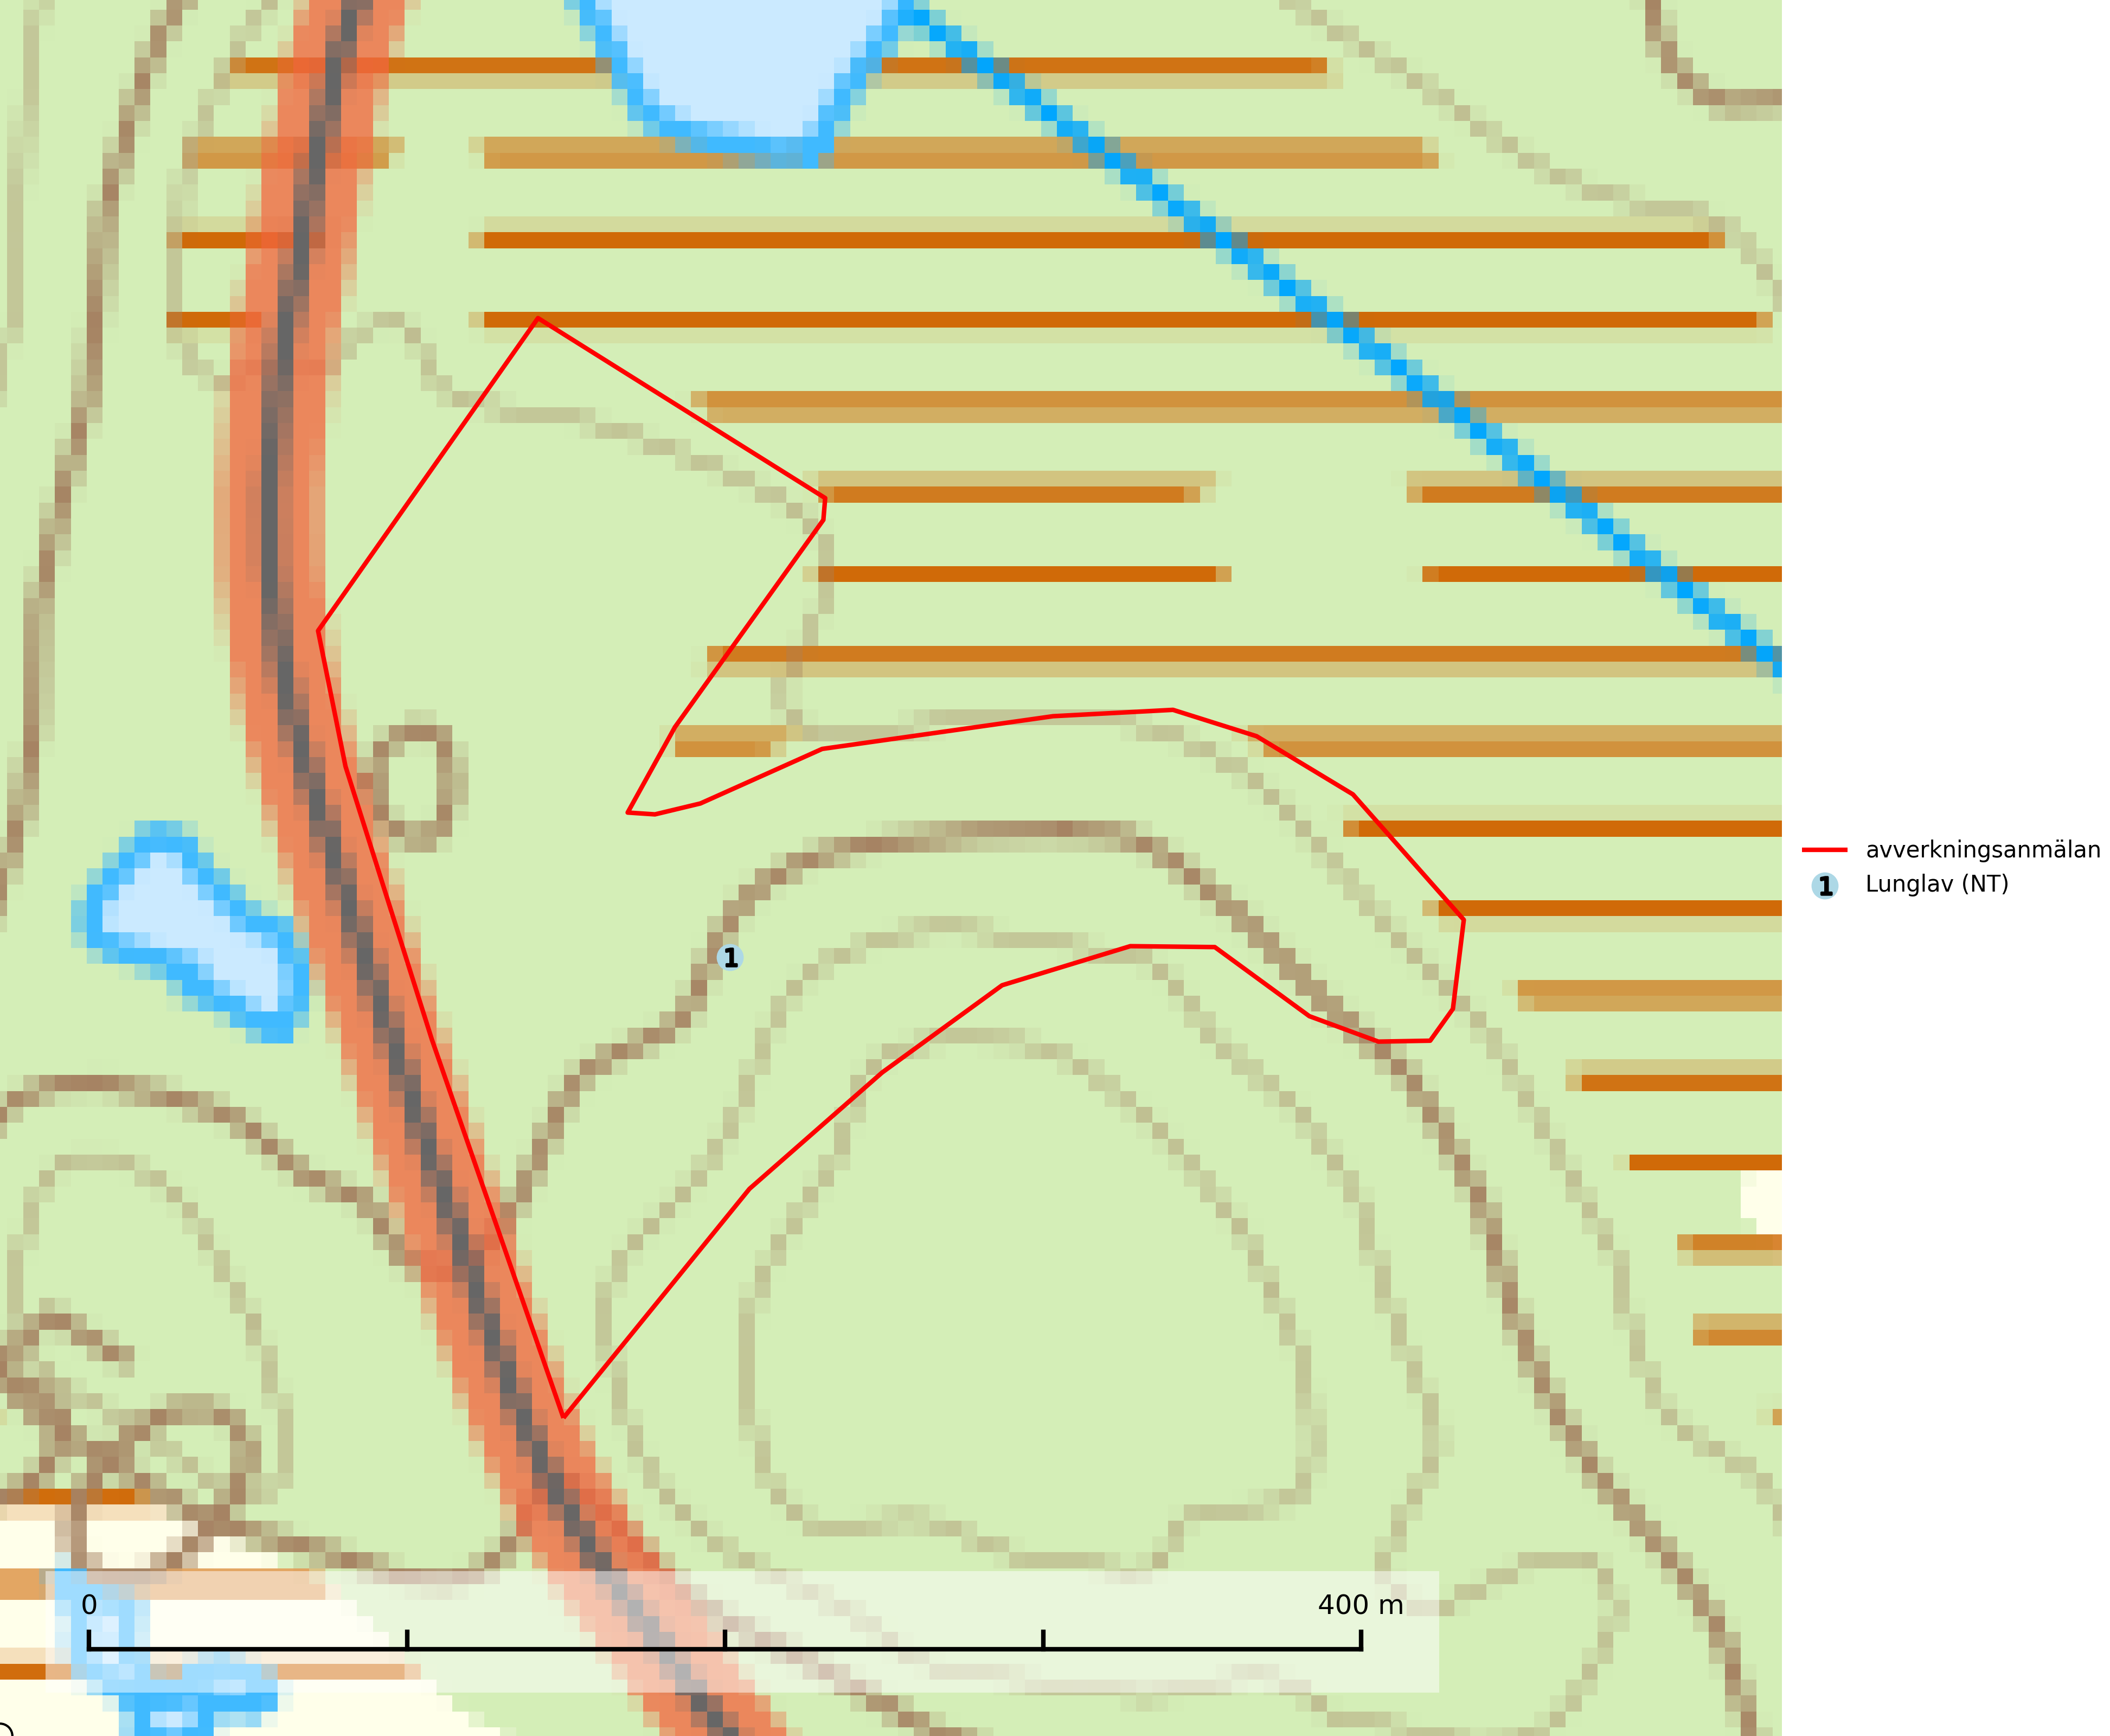 avverkningsanmälan
1 Lunglav (NT)
1
0 400 m